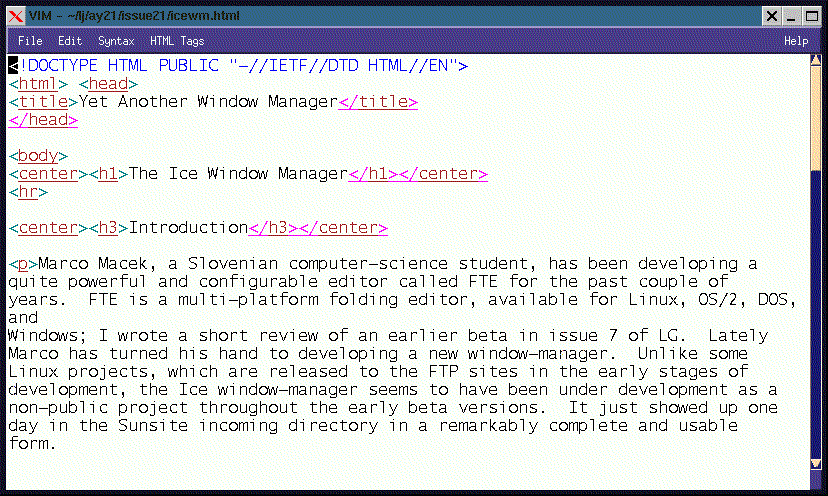 VIM - ~/lj/ay21/issue21/icewm.html
File Edit Syntax HTML Tags Help
<!DOCTYPE HTML PUBLIC "-//IETF//DTD HTML//EN">
<html> <head>
<title>Yet Another Window Manager</title>
</head>
<body>
<center><h1>The Ice Window Manager</h1></center>
<hr>
<center><h3>Introduction</h3></center>
<p>Marco Macek, a Slovenian computer-science student, has been developing a
quite powerful and configurable editor called FTE for the past couple of
years.  FTE is a multi-platform folding editor, available for Linux, OS/2, DOS,
and
Windows; I wrote a short review of an earlier beta in issue 7 of LG.  Lately
Marco has turned his hand to developing a new window-manager.  Unlike some
Linux projects, which are released to the FTP sites in the early stages of
development, the Ice window-manager seems to have been under development as a
non-public project throughout the early beta versions.  It just showed up one
day in the Sunsite incoming directory in a remarkably complete and usable
form.